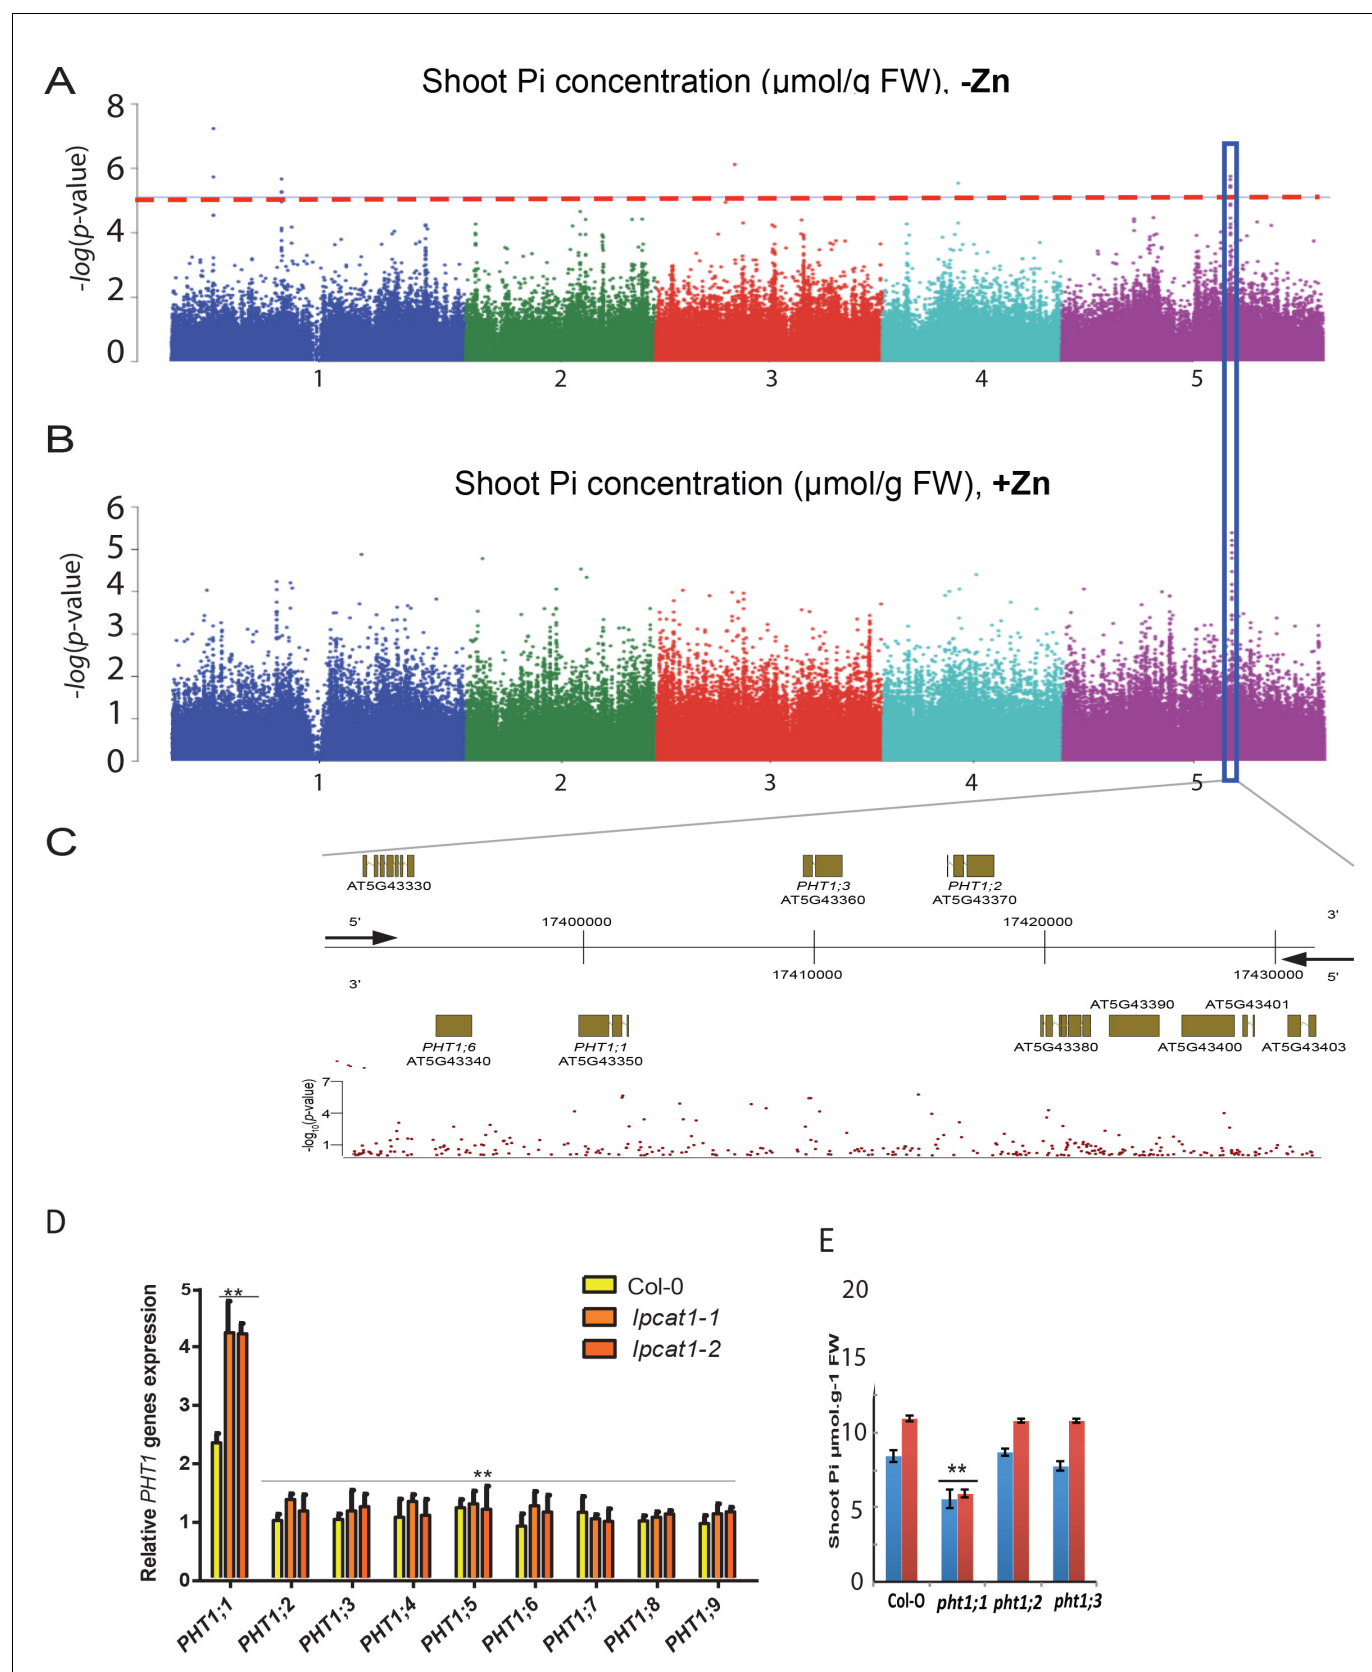 A
Shoot Pi concentration (µmol/g FW), -Zn
-log(p-value)
8
6
4
2
0
1 2 3 4 5
B
Shoot Pi concentration (µmol/g FW), +Zn
-log(p-value)
6
5
4
3
2
1
0
1 2 3 4 5
C
AT5G43330
PHT1;3
AT5G43360
PHT1;2
AT5G43370
5' 17400000 17420000 3'
3' 17410000 17430000 5'
AT5G43390 AT5G43401
PHT1;6
AT5G43340
PHT1;1
AT5G43350
AT5G43380 AT5G43400 AT5G43403
-log10(p-value)
7
4
1
D
Relative PHT1 genes expression
5
4
3
2
1
0
**
**
Col-0
lpcat1-1
lpcat1-2
PHT1;1 PHT1;2 PHT1;3 PHT1;4 PHT1;5 PHT1;6 PHT1;7 PHT1;8 PHT1;9
E
Shoot Pi µmol.g-1 FW
20
15
10
5
0
**
Col-0 pht1;1 pht1;2 pht1;3